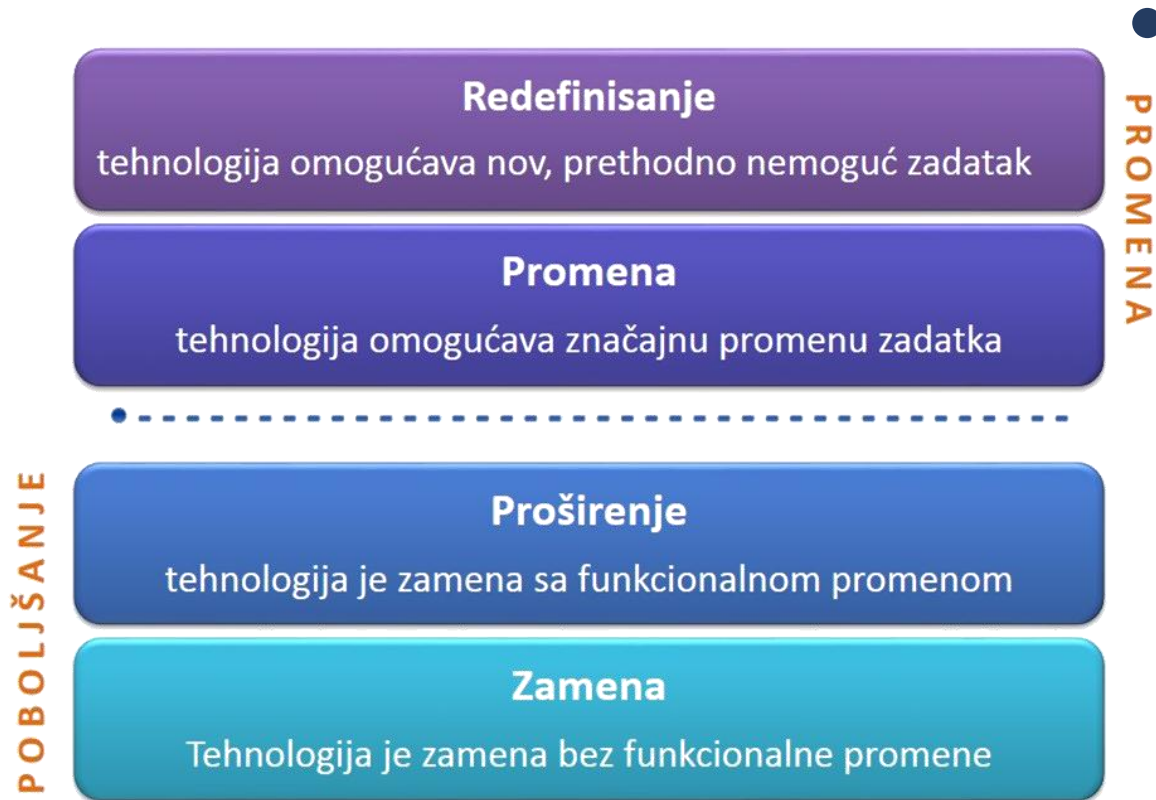 Redefinisanje
tehnologija omogućava nov, prethodno nemoguć zadatak
Promena
tehnologija omogućava značajnu promenu zadatka
PROMENA
Proširenje
tehnologija je zamena sa funkcionalnom promenom
Zamena
Tehnologija je zamena bez funkcionalne promene
POBOLJŠANJE